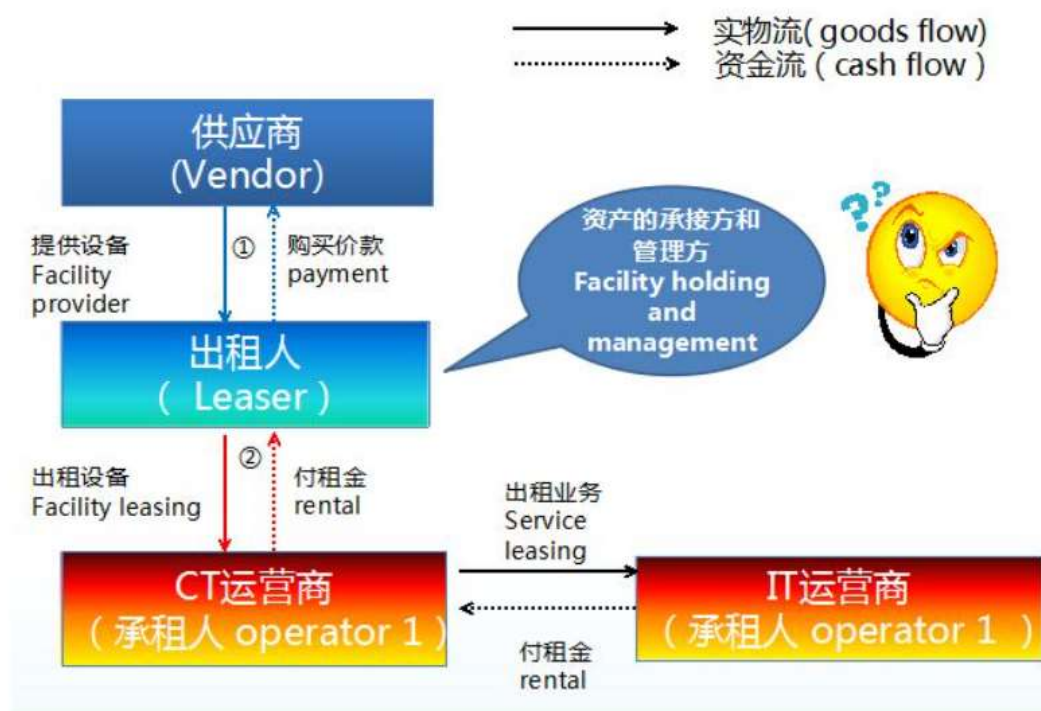 实物流( goods flow)
资金流 ( cash flow )
供应商
(Vendor)
提供设备
Facility
provider
①
购买价款
payment
资产的承接方和
管理方
Facility holding
and
management
??
出租人
( Leaser )
出租设备
Facility leasing
②
付租金
rental
出租业务
Service
leasing
CT运营商
( 承租人 operator 1 )
IT运营商
( 承租人 operator 1 )
付租金
rental